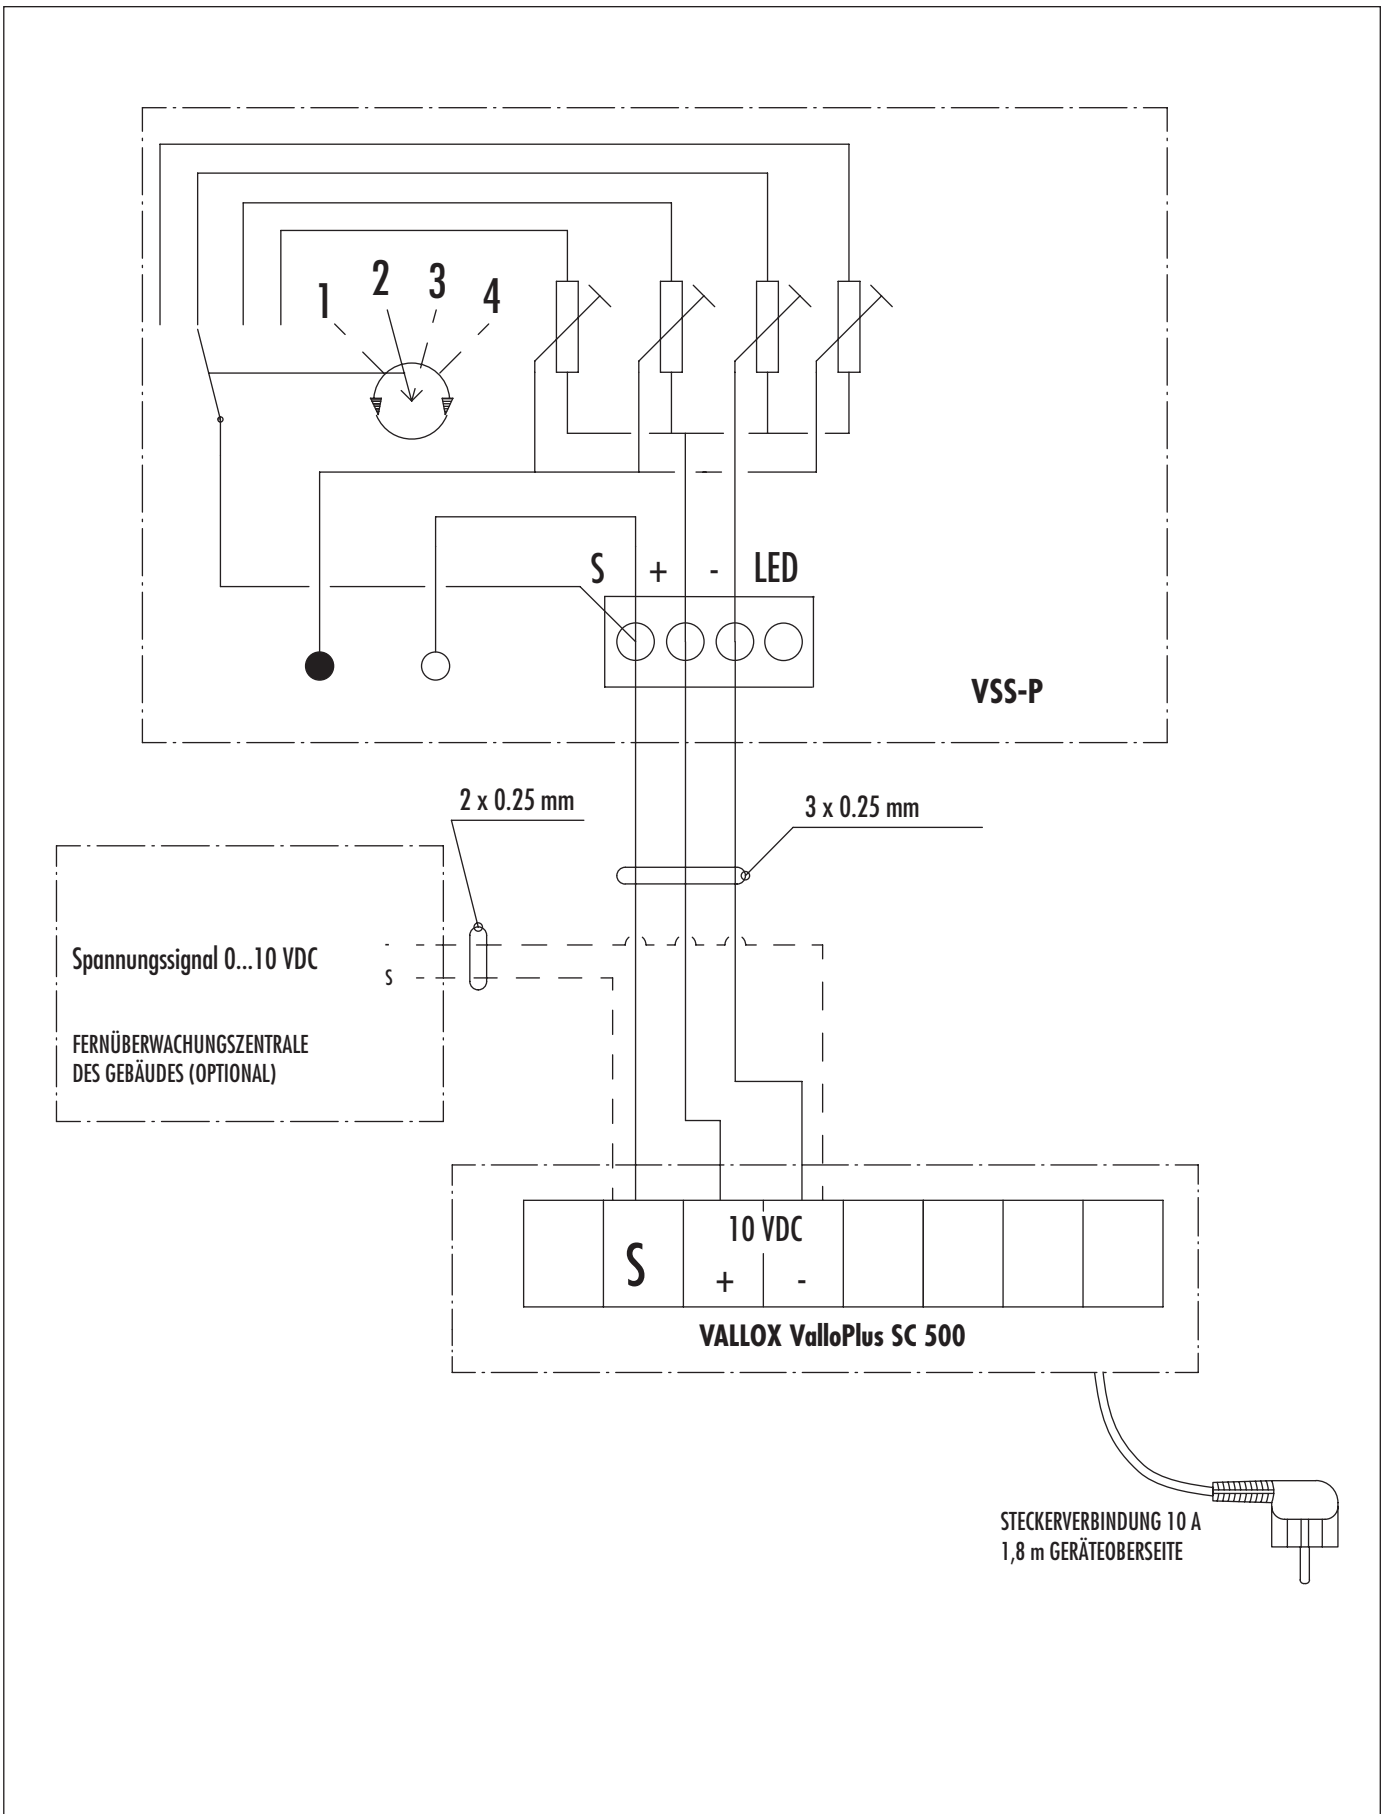 1 2 3 4
S + - LED
VSS-P
2 x 0.25 mm
3 x 0.25 mm
-
Spannungssignal 0...10 VDC
S
FERNÜBERWACHUNGSZENTRALE
DES GEBÄUDES (OPTIONAL)
10 VDC
S + -
VALLOX ValloPlus SC 500
STECKERVERBINDUNG 10 A
1,8 m GERÄTEOBERSEITE